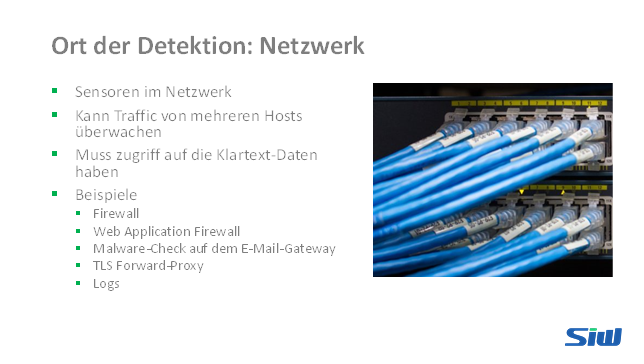 Ort der Detektion: Netzwerk
Sensoren im Netzwerk
Kann Traffic von mehreren Hosts
überwachen
Muss zugriff auf die Klartext-Daten
haben
Beispiele
Firewall
Web Application Firewall
Malware-Check auf dem E-Mail-Gateway
TLS Forward-Proxy
Logs
SiW